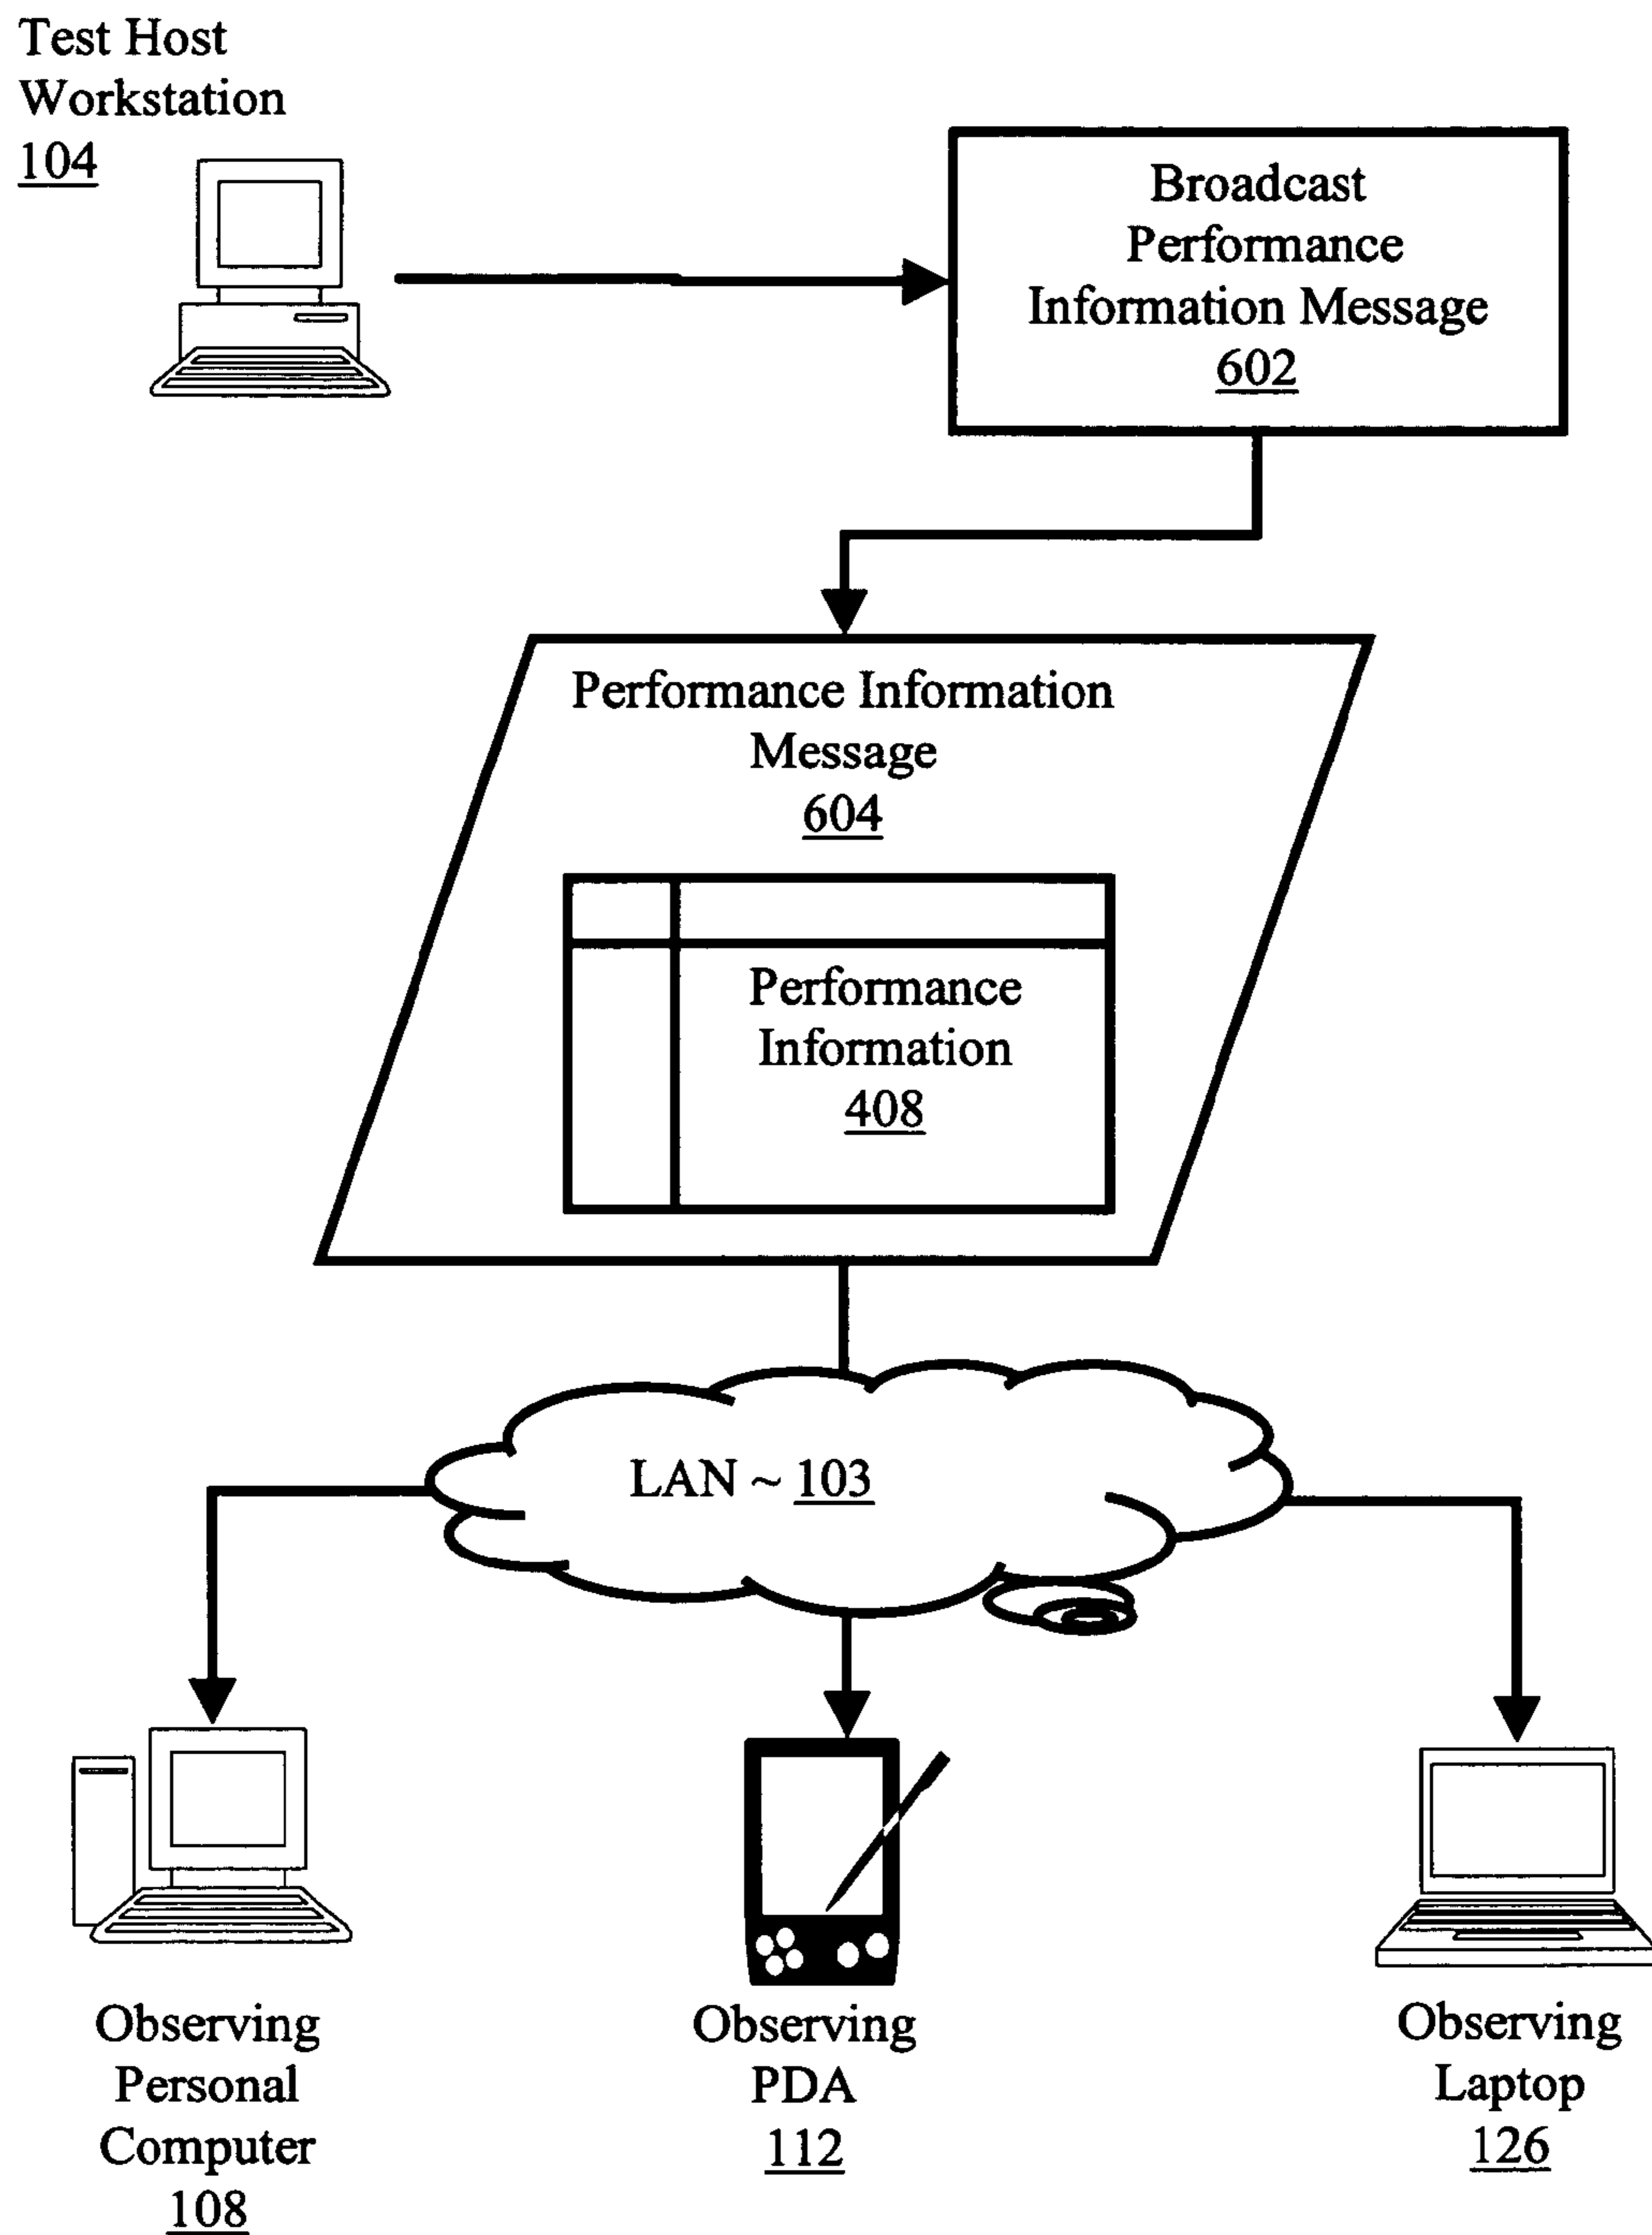 Test Host
Workstation
104
Broadcast
Performance
Information Message
602
Performance Information
Message
604
Performance
Information
408
LAN ~ 103
Observing
Personal
Computer
108
Observing
PDA
112
Observing
Laptop
126